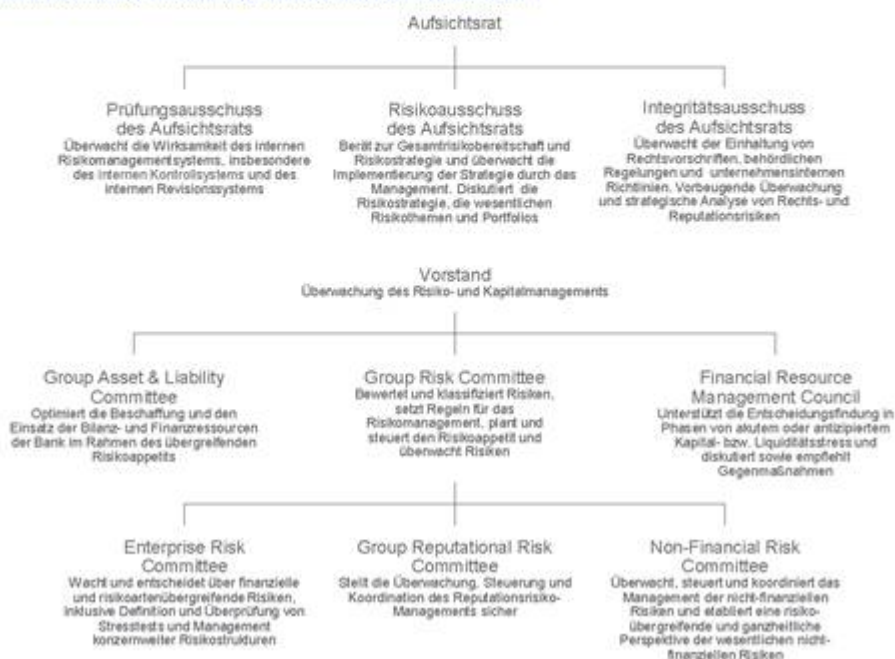 Aufsichtsrat
Prüfungsausschuss
des Aufsichtsrats
Überwacht die Wirksamkeit des internen
Risikomanagementsystems, insbesondere
des internen Kontrollsystems und des
internen Revisionssystems
Risikoausschuss
des Aufsichtsrats
Berät zur Gesamtrisikobereitschaft und
Risikostrategie und überwacht die
Implementierung der Strategie durch das
Management. Diskutiert die
Risikostrategie, die wesentlichen
Risikothemen und Portfolios
Integritätsausschuss
des Aufsichtsrats
Überwacht der Einhaltung von
Rechtsvorschriften, behördlichen
Regelungen und unternehmensinternen
Richtlinien. Vorbeugende Überwachung
und strategische Analyse von Rechts- und
Reputationsrisiken
Vorstand
Überwachung des Risiko- und Kapitalmanagements
Group Asset & Liability
Committee
Optimiert die Beschaffung und den
Einsatz der Bilanz- und Finanzressourcen
der Bank im Rahmen des übergreifenden
Risikoappetits
Group Risk Committee
Bewertet und klassifiziert Risiken,
setzt Regeln für das
Risikomanagement, plant und
steuert den Risikoappetit und
überwacht Risiken
Financial Resource
Management Council
Unterstützt die Entscheidungsfindung in
Phasen von akutem oder antizipiertem
Kapital- bzw. Liquiditätsstress und
diskutiert sowie empfiehlt
Gegenmaßnahmen
Enterprise Risk
Committee
Wacht und entscheidet über finanzielle
und risikoartenübergreifende Risiken,
inklusive Definition und Überprüfung von
Stresstests und Management
konzernweiter Risikostrukturen
Group Reputational Risk
Committee
Stellt die Überwachung, Steuerung und
Koordination des Reputationsrisiko-
Managements sicher
Non-Financial Risk
Committee
Überwacht, steuert und koordiniert das
Management der nicht-finanziellen
Risiken und etabliert eine risiko-
übergreifende und ganzheitliche
Perspektive der wesentlichen nicht-
finanziellen Risiken